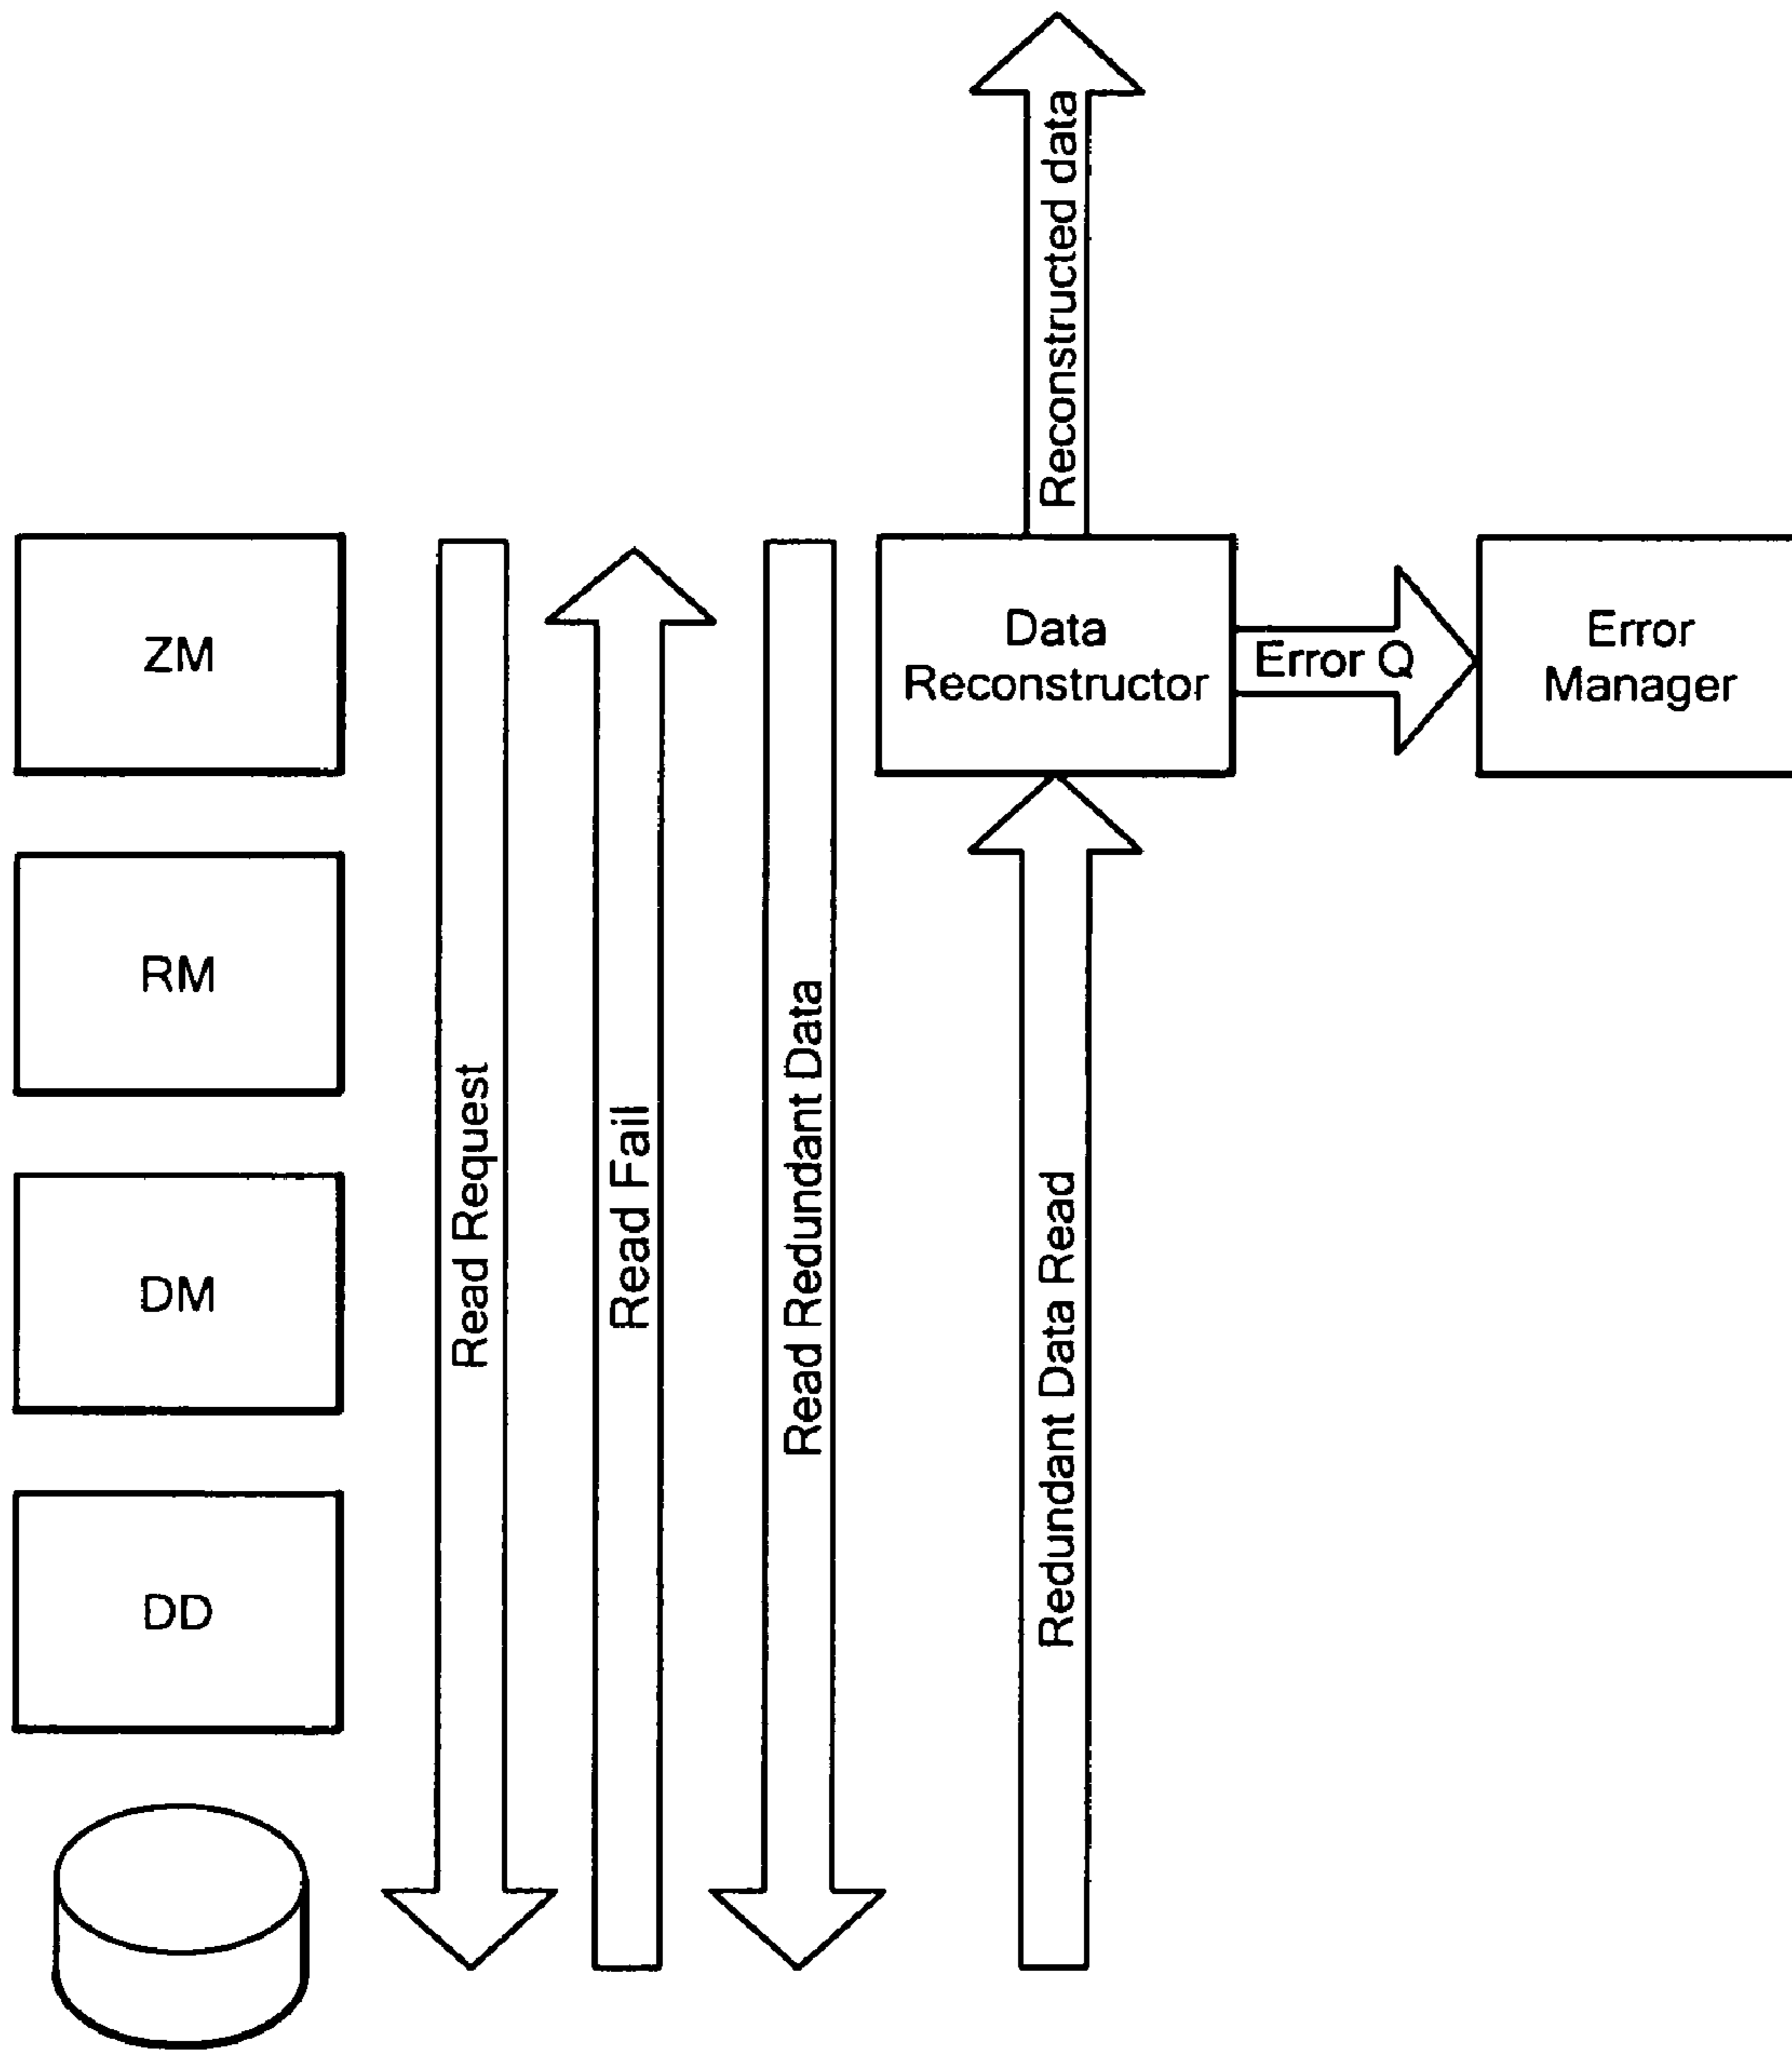 Reconstructed data
ZM
Data
Reconstructor
Error Q
Error
Manager
RM
DM
DD
Read Request
Read Fail
Read Redundant Data
Redundant Data Read